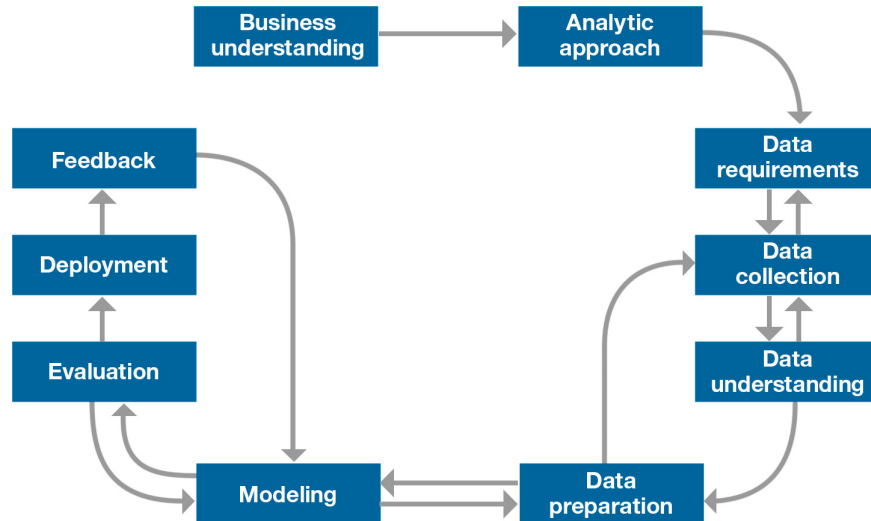 Business
understanding
Analytic
approach
Feedback
Data
requirements
Deployment
Data
collection
Evaluation
Data
understanding
Modeling
Data
preparation